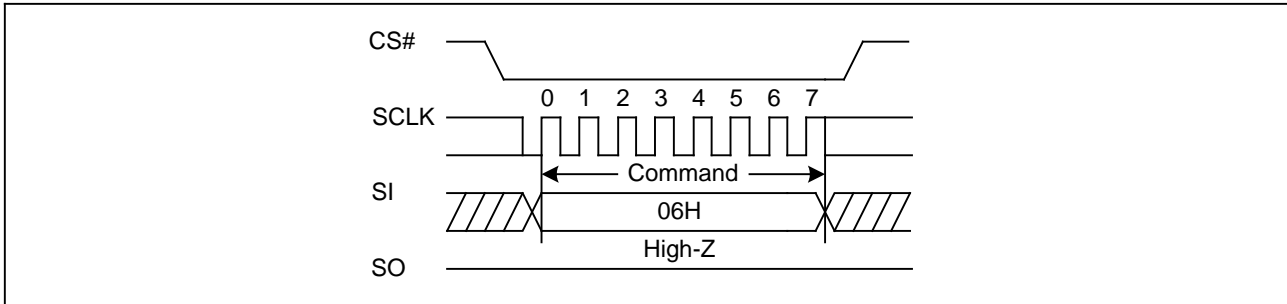 CS#
0 1 2 3 4 5 6 7
SCLK
Command
SI
06H
High-Z
SO